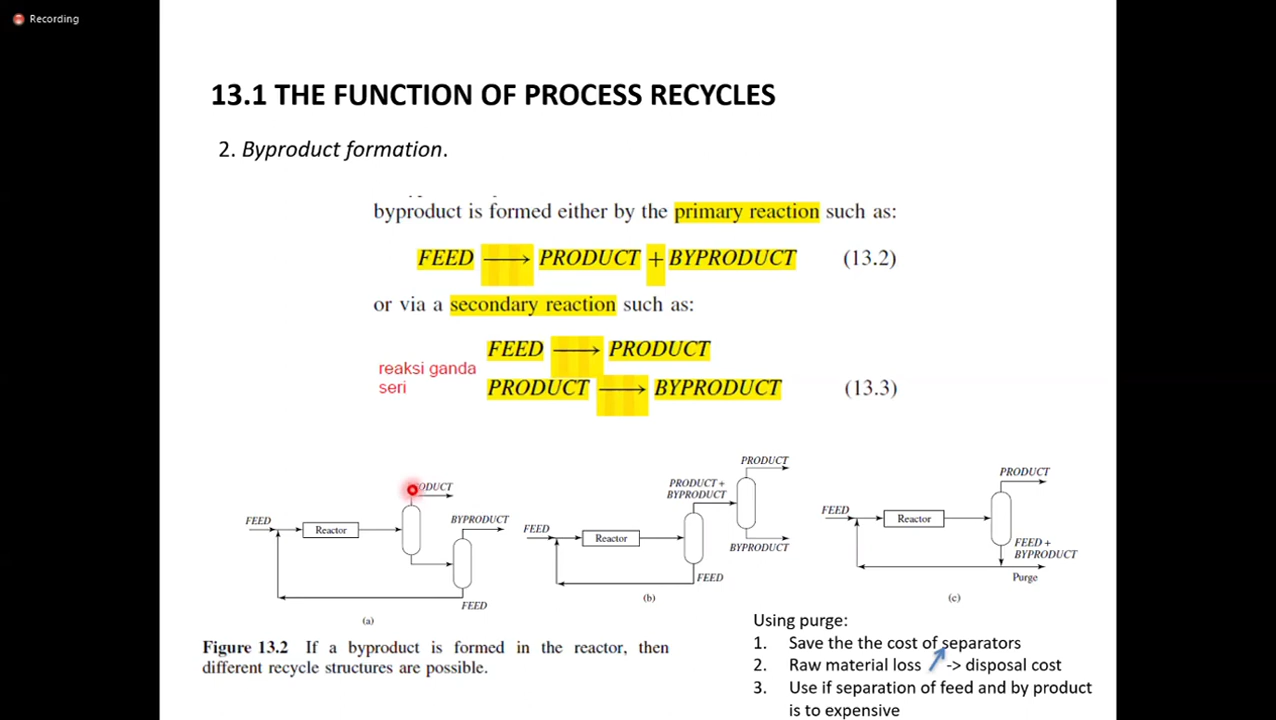 Recording
13.1 THE FUNCTION OF PROCESS RECYCLES
2. Byproduct formation.
byproduct is formed either by the primary reaction such as:
FEED ⟶ PRODUCT + BYPRODUCT (13.2)
or via a secondary reaction such as:
FEED ⟶ PRODUCT
reaksi ganda
seri
PRODUCT ⟶ BYPRODUCT (13.3)
ODUCT
FEED
Reactor
BYPRODUCT
FEED
(a)
PRODUCT
PRODUCT +
BYPRODUCT
FEED
Reactor
BYPRODUCT
FEED
(b)
PRODUCT
FEED
Reactor
FEED +
BYPRODUCT
Purge
(c)
Figure 13.2 If a byproduct is formed in the reactor, then
different recycle structures are possible.
Using purge:
1. Save the the cost of separators
2. Raw material loss -> disposal cost
3. Use if separation of feed and by product
is to expensive